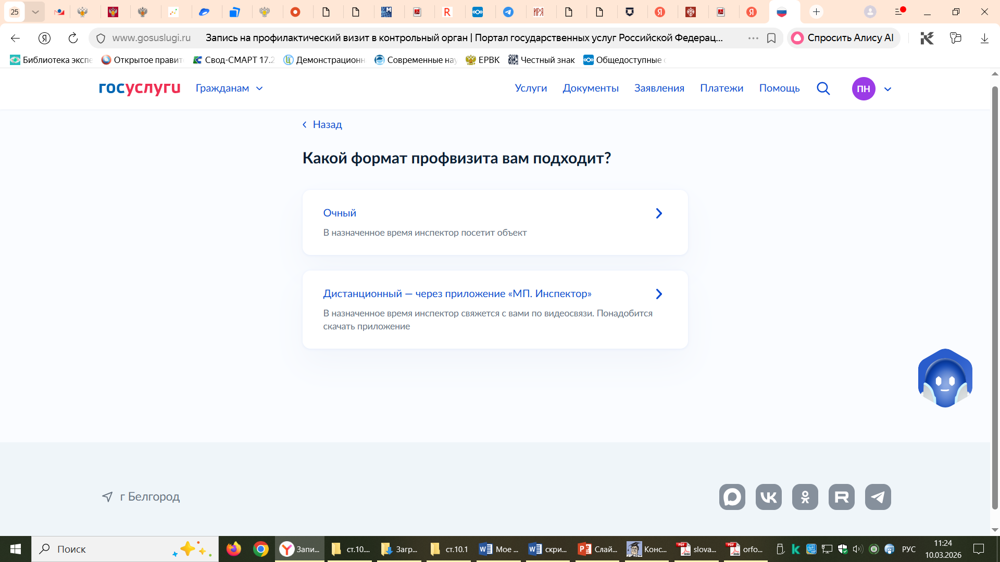 25
www.gosuslugi.ru Запись на профилактический визит в контрольный орган | Портал государственных услуг Российской Федерац... Спросить Алису AI
Библиотека экспе Открытое правит Свод-СМАРТ 17.2 Демонстрационн Современные нау ЕРВК Честный знак Общедоступные с
госуслуги Гражданам Услуги Документы Заявления Платежи Помощь ПН
Назад
Какой формат профвизита вам подходит?
Очный
В назначенное время инспектор посетит объект
Дистанционный — через приложение «МП. Инспектор»
В назначенное время инспектор свяжется с вами по видеосвязи. Понадобится
скачать приложение
г Белгород
Поиск Запи... ст.10.... Загр... ст.10.1 Мое ... скри... Слай... Конс... slova... orfo... РУС 11:24
10.03.2026